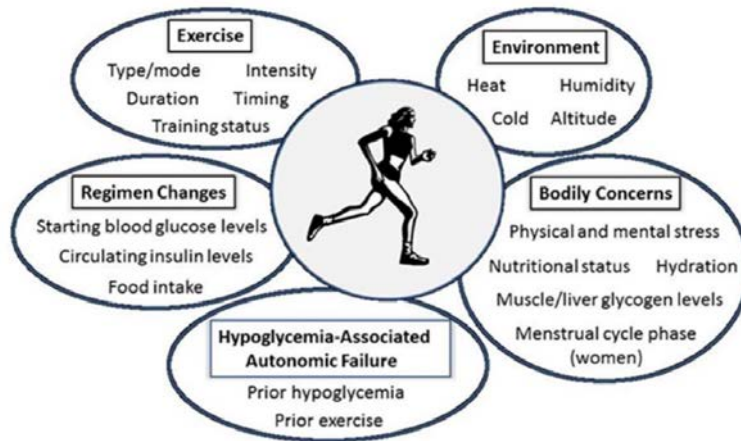 Exercise
Type/mode Intensity
Duration Timing
Training status
Environment
Heat Humidity
Cold Altitude
Regimen Changes
Starting blood glucose levels
Circulating insulin levels
Food intake
Bodily Concerns
Physical and mental stress
Nutritional status Hydration
Muscle/liver glycogen levels
Menstrual cycle phase
(women)
Hypoglycemia-Associated
Autonomic Failure
Prior hypoglycemia
Prior exercise